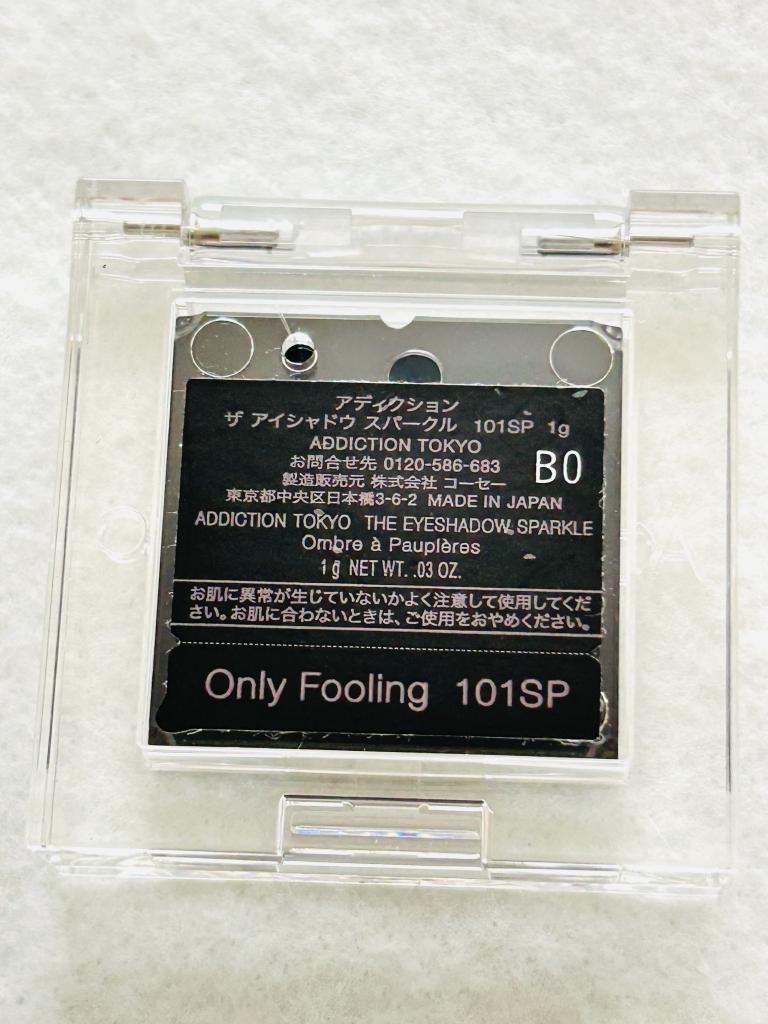 アディクション
ザ アイシャドウ スパークル 101SP 1g
ADDICTION TOKYO
お問合せ先 0120-586-683
B0
製造販売元 株式会社 コーセー
東京都中央区日本橋3-6-2 MADE IN JAPAN
ADDICTION TOKYO THE EYESHADOW SPARKLE
Ombre à Paupières
1g NET WT. .03 OZ.
お肌に異常が生じていないかよく注意して使用してくだ
さい。お肌に合わないときは、ご使用をおやめください。
Only Fooling 101SP